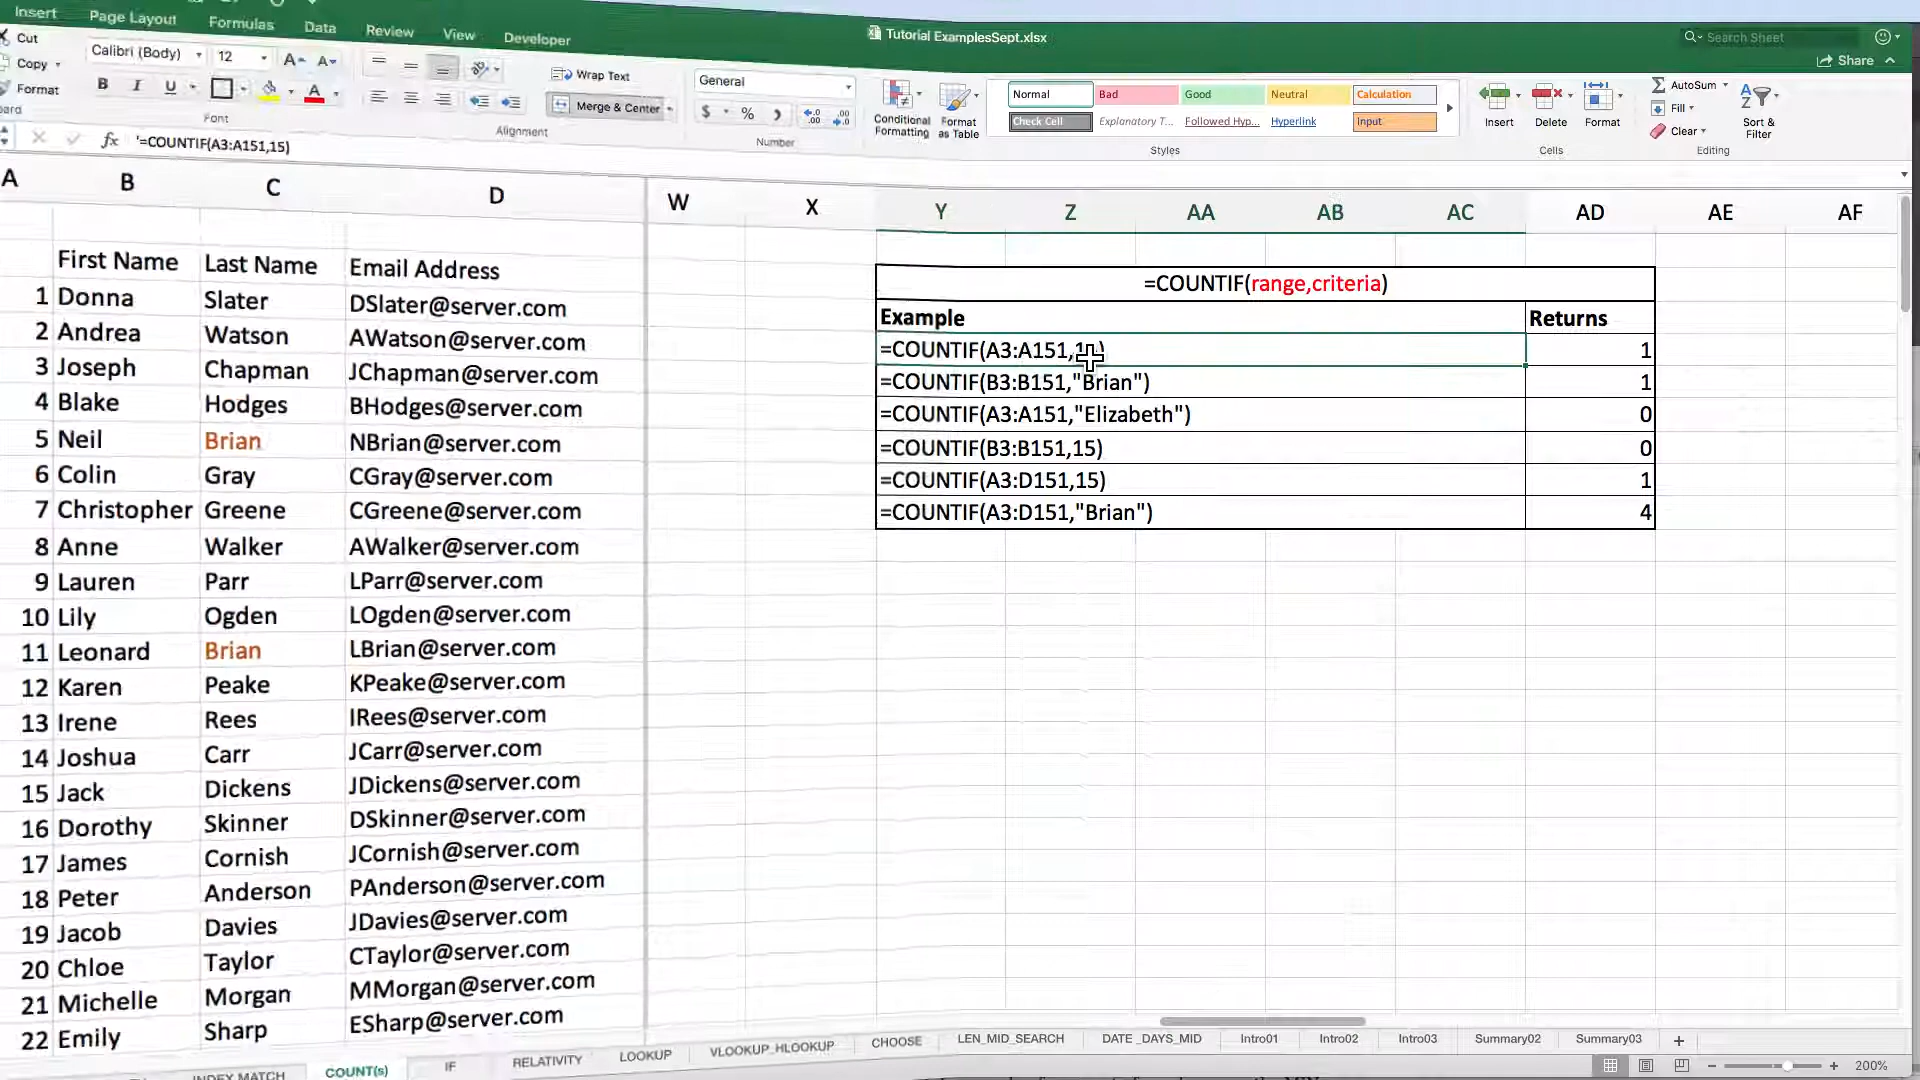 Insert Page Layout Formulas Data Review View Developer
Tutorial ExamplesSept.xlsx
Search Sheet
Share
Cut
Copy
Format
Calibri (Body) 12
B I U A
Font
Wrap Text
Merge & Center
Alignment
General
$ %
Number
Conditional Formatting
Format as Table
Normal Bad Good Neutral Calculation
Check Cell Explanatory T... Followed Hyp... Hyperlink Input
Styles
Insert Delete Format
Cells
AutoSum
Fill
Clear
Sort & Filter
Editing
fx '=COUNTIF(A3:A151,15)
A B C D W X Y Z AA AB AC AD AE AF
First Name Last Name Email Address
1 Donna Slater DSlater@server.com
2 Andrea Watson AWatson@server.com
3 Joseph Chapman JChapman@server.com
4 Blake Hodges BHodges@server.com
5 Neil Brian NBrian@server.com
6 Colin Gray CGray@server.com
7 Christopher Greene CGreene@server.com
8 Anne Walker AWalker@server.com
9 Lauren Parr LParr@server.com
10 Lily Ogden LOgden@server.com
11 Leonard Brian LBrian@server.com
12 Karen Peake KPeake@server.com
13 Irene Rees IRees@server.com
14 Joshua Carr JCarr@server.com
15 Jack Dickens JDickens@server.com
16 Dorothy Skinner DSkinner@server.com
17 James Cornish JCornish@server.com
18 Peter Anderson PAnderson@server.com
19 Jacob Davies JDavies@server.com
20 Chloe Taylor CTaylor@server.com
21 Michelle Morgan MMorgan@server.com
22 Emily Sharp ESharp@server.com
=COUNTIF(range,criteria)
Example Returns
=COUNTIF(A3:A151,1 ) 1
=COUNTIF(B3:B151,"Brian") 1
=COUNTIF(A3:A151,"Elizabeth") 0
=COUNTIF(B3:B151,15) 0
=COUNTIF(A3:D151,15) 1
=COUNTIF(A3:D151,"Brian") 4
INDEX MATCH COUNT(s) IF RELATIVITY LOOKUP VLOOKUP_HLOOKUP CHOOSE LEN_MID_SEARCH DATE _DAYS_MID Intro01 Intro02 Intro03 Summary02 Summary03 +
200%